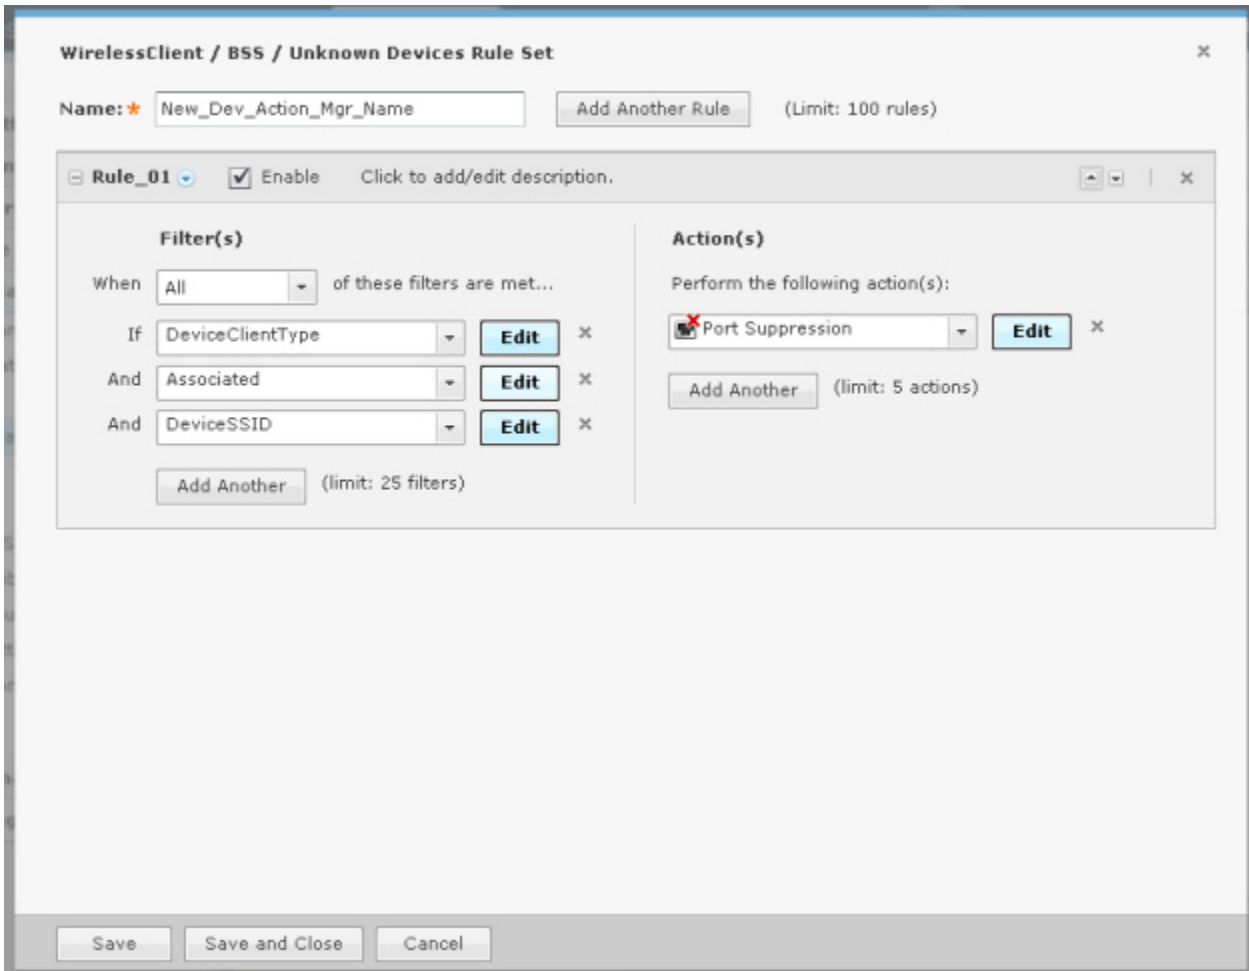 WirelessClient / BSS / Unknown Devices Rule Set
Name:* New_Dev_Action_Mgr_Name Add Another Rule (Limit: 100 rules)
Rule_01 Enable Click to add/edit description.
Filter(s)
When All of these filters are met...
If DeviceClientType Edit
And Associated Edit
And DeviceSSID Edit
Add Another (limit: 25 filters)
Action(s)
Perform the following action(s):
Port Suppression Edit
Add Another (limit: 5 actions)
Save Save and Close Cancel